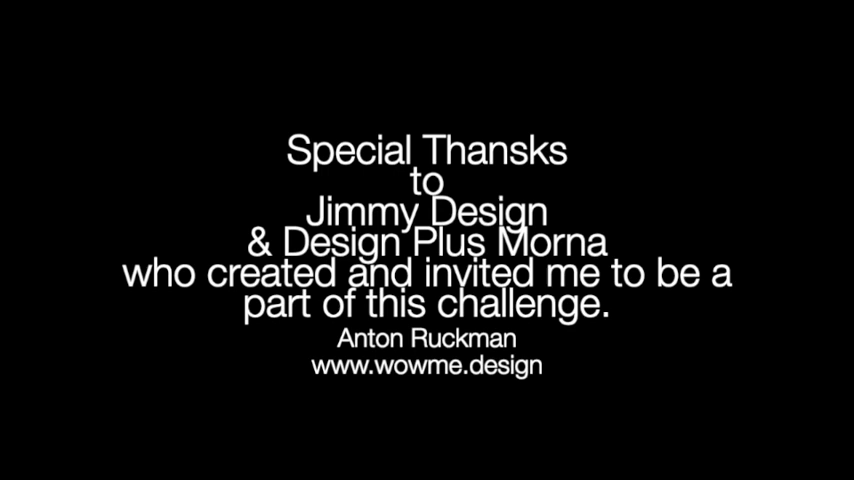 Special Thansks
to
Jimmy Design
& Design Plus Morna
who created and invited me to be a
part of this challenge.
Anton Ruckman
www.wowme.design